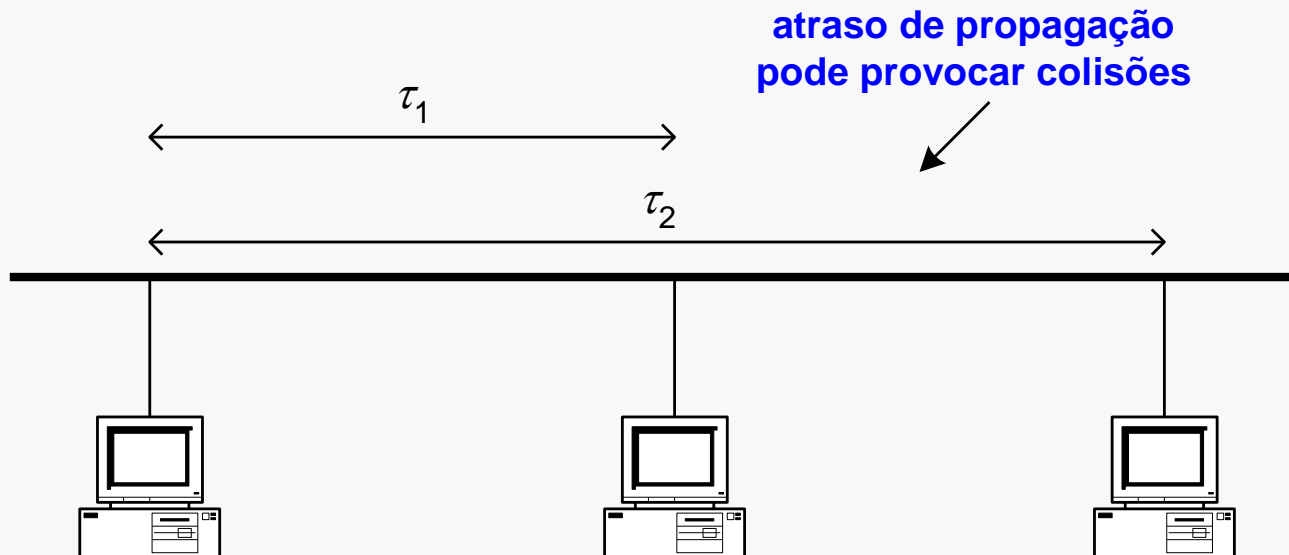 atraso de propagação
pode provocar colisões
τ1
τ2